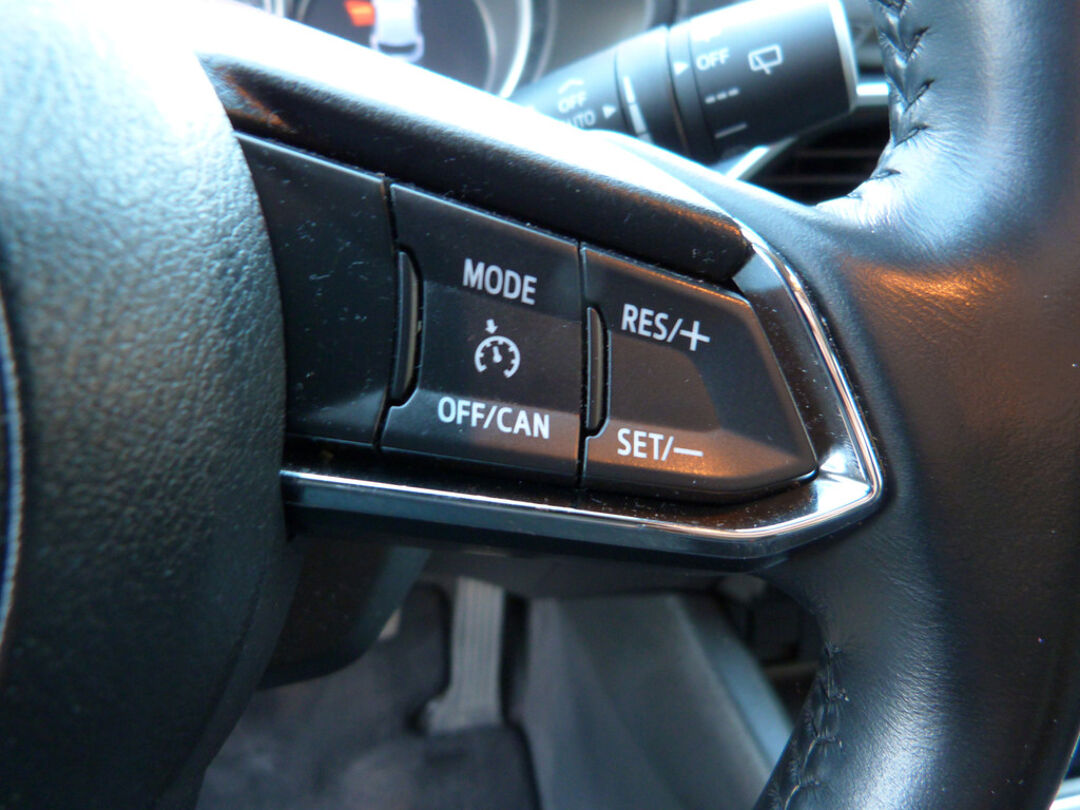 OFF
OFF
AUTO
MODE
RES/+
OFF/CAN
SET/—